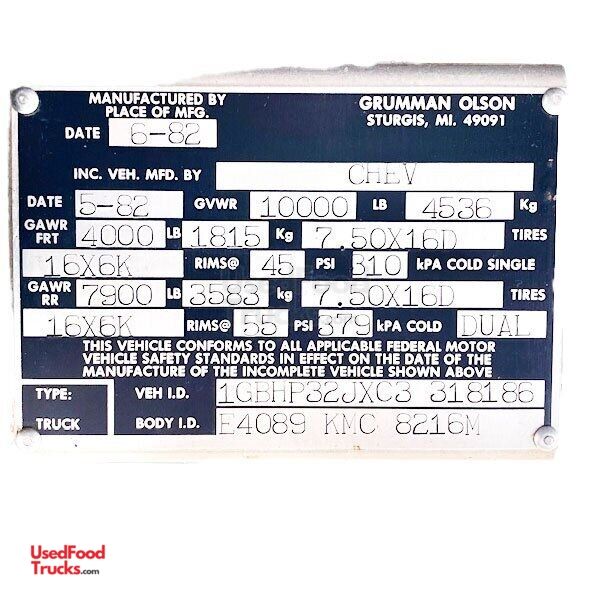 MANUFACTURED BY GRUMMAN OLSON
PLACE OF MFG. STURGIS, MI. 49091
DATE 6-82
INC. VEH. MFD. BY CHEV
DATE 5-82 GVWR 10000 LB 4536 Kg
GAWR FRT 4000 LB 1815 Kg 7.50X16D TIRES
16X6K RIMS@ 45 PSI 310 kPA COLD SINGLE
GAWR RR 7900 LB 3583 kg 7.50X16D TIRES
16X6K RIMS@ 55 PSI 379 kPA COLD DUAL
THIS VEHICLE CONFORMS TO ALL APPLICABLE FEDERAL MOTOR
VEHICLE SAFETY STANDARDS IN EFFECT ON THE DATE OF THE
MANUFACTURE OF THE INCOMPLETE VEHICLE SHOWN ABOVE
TYPE: VEH I.D. 1GBHP32JXC3 318186
TRUCK BODY I.D. E4089 KMC 8216M
UsedFood
Trucks.com